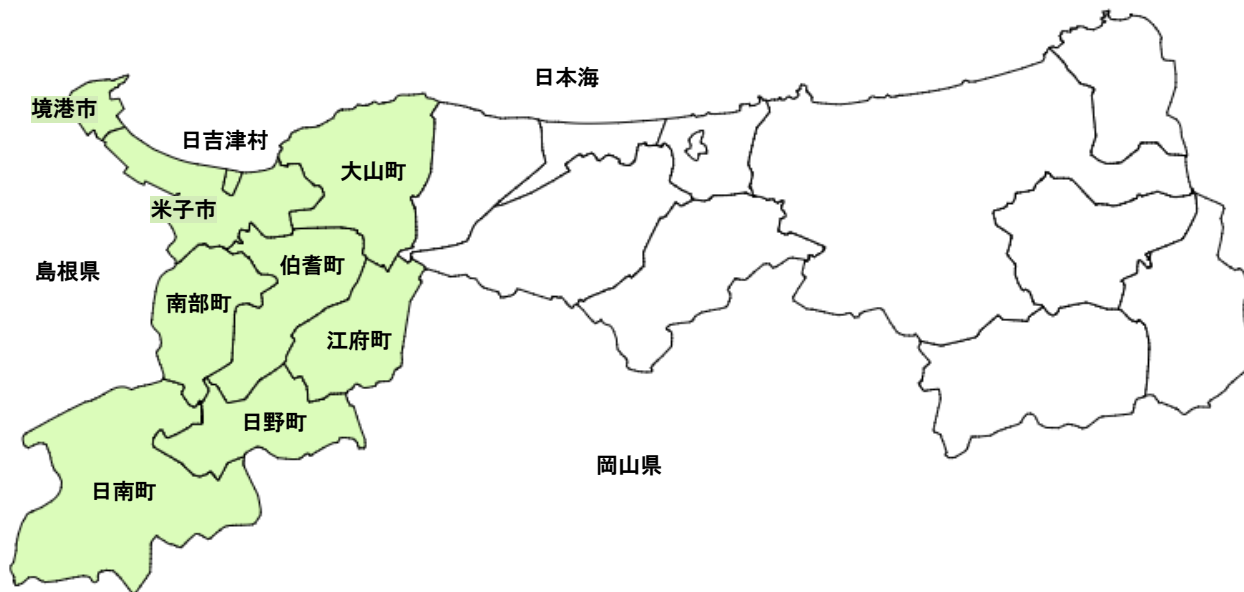 日本海
境港市
日吉津村
大山町
米子市
島根県
伯耆町
南部町
江府町
日野町
岡山県
日南町